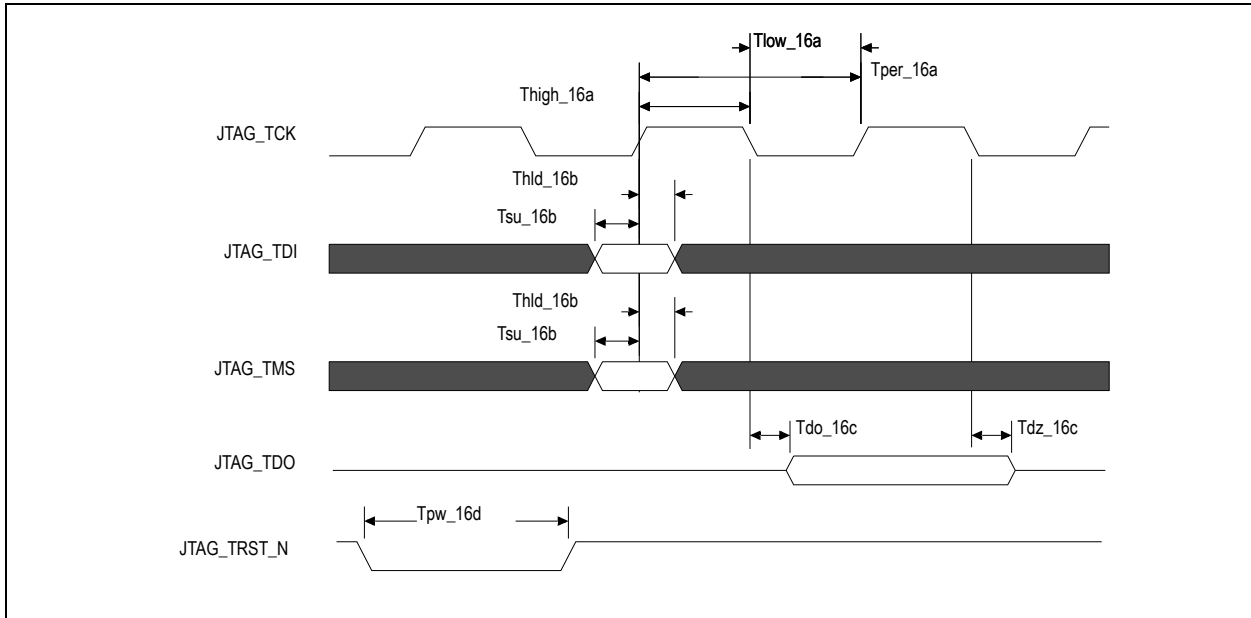 Tlow_16a
Tper_16a
Thigh_16a
JTAG_TCK
Thld_16b
Tsu_16b
JTAG_TDI
Thld_16b
Tsu_16b
JTAG_TMS
Tdo_16c
Tdz_16c
JTAG_TDO
Tpw_16d
JTAG_TRST_N